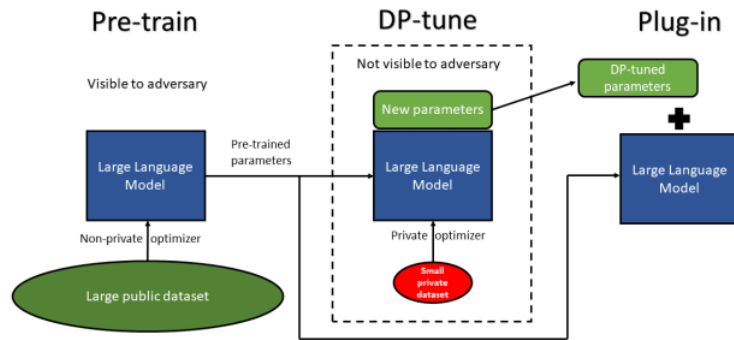 Pre-train
DP-tune
Plug-in
Visible to adversary
Not visible to adversary
DP-tuned
parameters
New parameters
Pre-trained
parameters
Large Language
Model
Large Language
Model
Large Language
Model
Non-private optimizer
Private optimizer
Large public dataset
Small
private
dataset